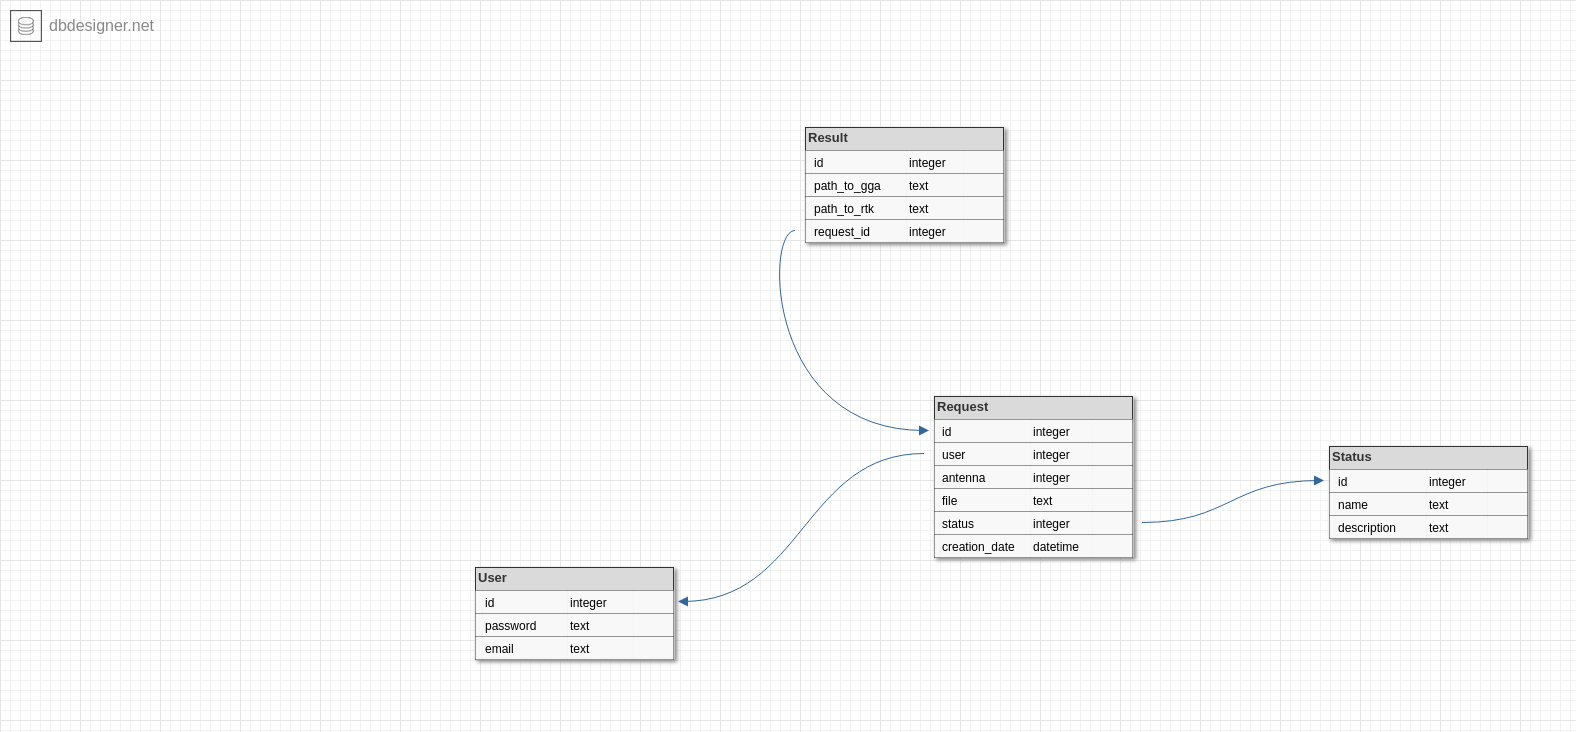 dbdesigner.net
Result
id integer
path_to_gga text
path_to_rtk text
request_id integer
Request
id integer
user integer
antenna integer
file text
status integer
creation_date datetime
Status
id integer
name text
description text
User
id integer
password text
email text